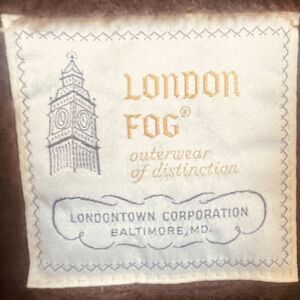 LONDON
FOG®
outerwear
of distinction
LONDONTOWN CORPORATION
BALTIMORE, MD.